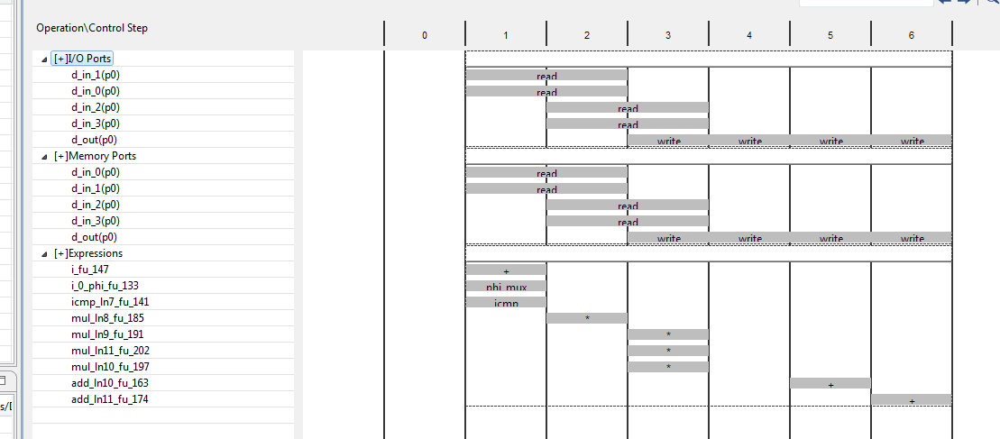 Operation\Control Step 0 1 2 3 4 5 6
[+]I/O Ports
d_in_1(p0) read
d_in_0(p0) read
d_in_2(p0) read
d_in_3(p0) read
d_out(p0) write write write write
[+]Memory Ports
d_in_0(p0) read
d_in_1(p0) read
d_in_2(p0) read
d_in_3(p0) read
d_out(p0) write write write write
[+]Expressions
i_fu_147 +
i_0_phi_fu_133 phi_mux
icmp_ln7_fu_141 icmp
mul_ln8_fu_185 *
mul_ln9_fu_191 *
mul_ln11_fu_202 *
mul_ln10_fu_197 *
add_ln10_fu_163 +
add_ln11_fu_174 +